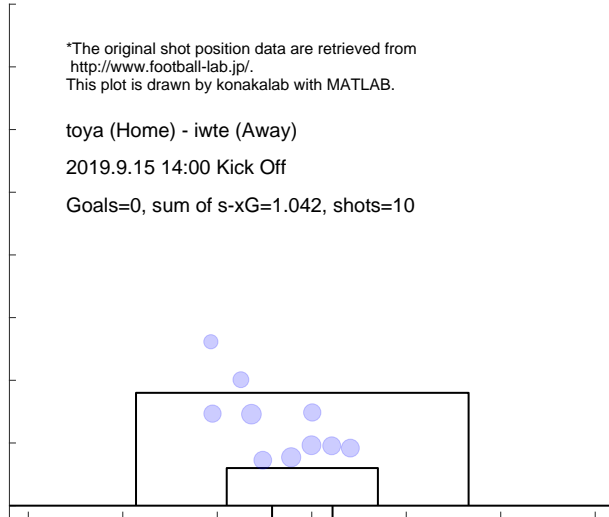 *The original shot position data are retrieved from
http://www.football-lab.jp/.
This plot is drawn by konakalab with MATLAB.
toya (Home) - iwte (Away)
2019.9.15 14:00 Kick Off
Goals=0, sum of s-xG=1.042, shots=10